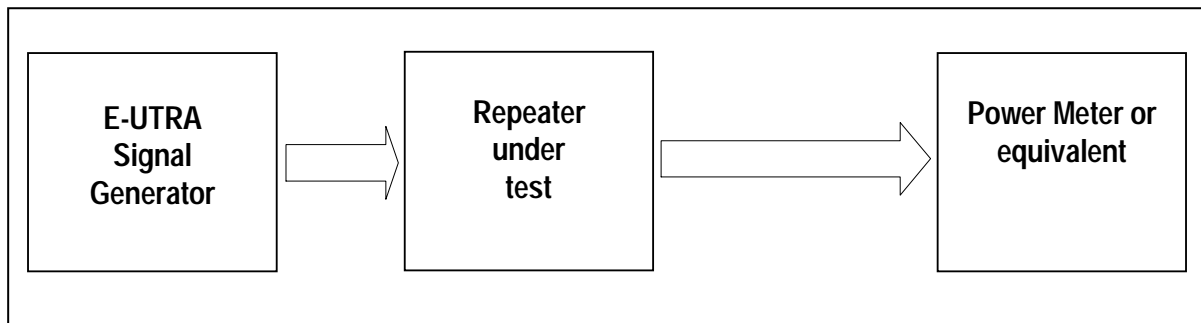 E-UTRA
Signal
Generator
Repeater
under
test
Power Meter or
equivalent